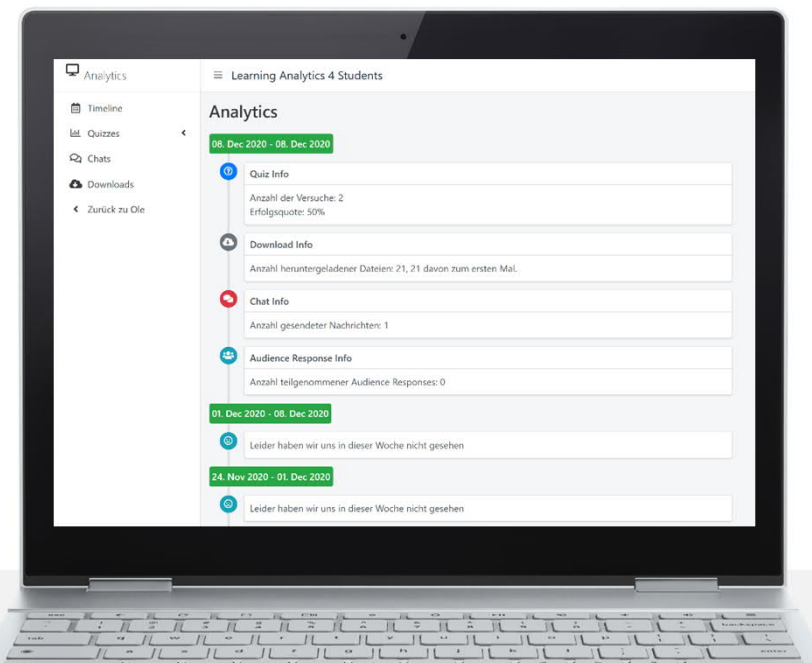 Analytics
Learning Analytics 4 Students
Timeline
Quizzes
Chats
Downloads
Zurück zu Ole
Analytics
08. Dec 2020 - 08. Dec 2020
Quiz Info
Anzahl der Versuche: 2
Erfolgsquote: 50%
Download Info
Anzahl heruntergeladener Dateien: 21, 21 davon zum ersten Mal.
Chat Info
Anzahl gesendeter Nachrichten: 1
Audience Response Info
Anzahl teilgenommener Audience Responses: 0
01. Dec 2020 - 08. Dec 2020
Leider haben wir uns in dieser Woche nicht gesehen
24. Nov 2020 - 01. Dec 2020
Leider haben wir uns in dieser Woche nicht gesehen
backspace
tab
enter